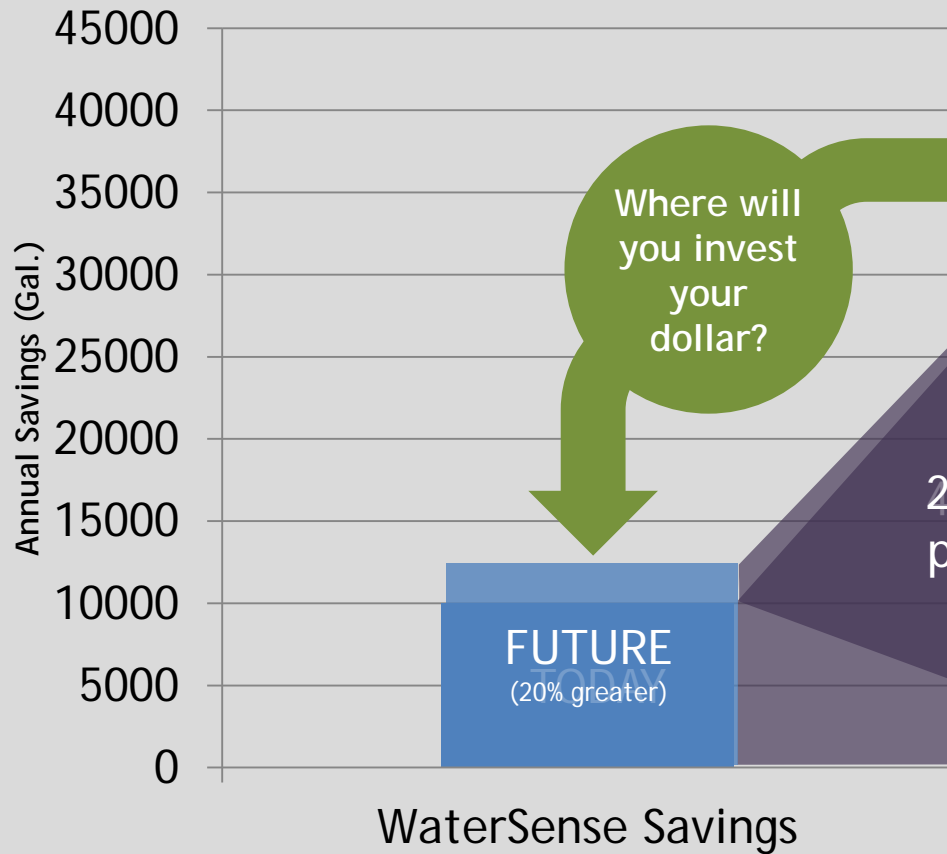 45000
40000
35000
30000
25000
20000
15000
10000
5000
0
Annual Savings (Gal.)
Where will
you invest
your
dollar?
FUTURE
TODAY
(20% greater)
WaterSense Savings